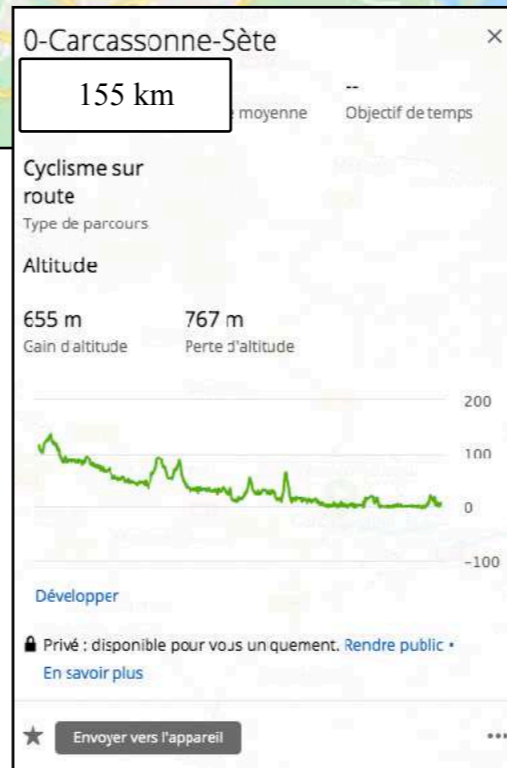 0-Carcassonne-Sète
×
155 km
moyenne
--
Objectif de temps
Cyclisme sur
route
Type de parcours
Altitude
655 m
Gain d'altitude
767 m
Perte d'altitude
200
100
0
-100
Développer
Privé : disponible pour vous uniquement. Rendre public •
En savoir plus
Envoyer vers l'appareil